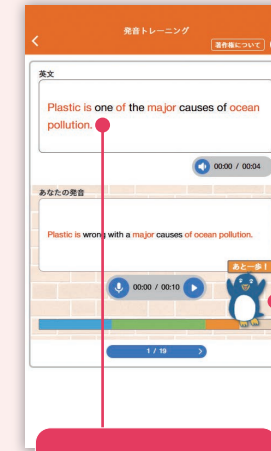 発音トレーニング
著作権について
英文
Plastic is one of the major causes of ocean
pollution.
00:00 / 00:04
あなたの発音
Plastic is wrong with a major causes of ocean pollution.
あと一歩！
00:00 / 00:10
1 / 19